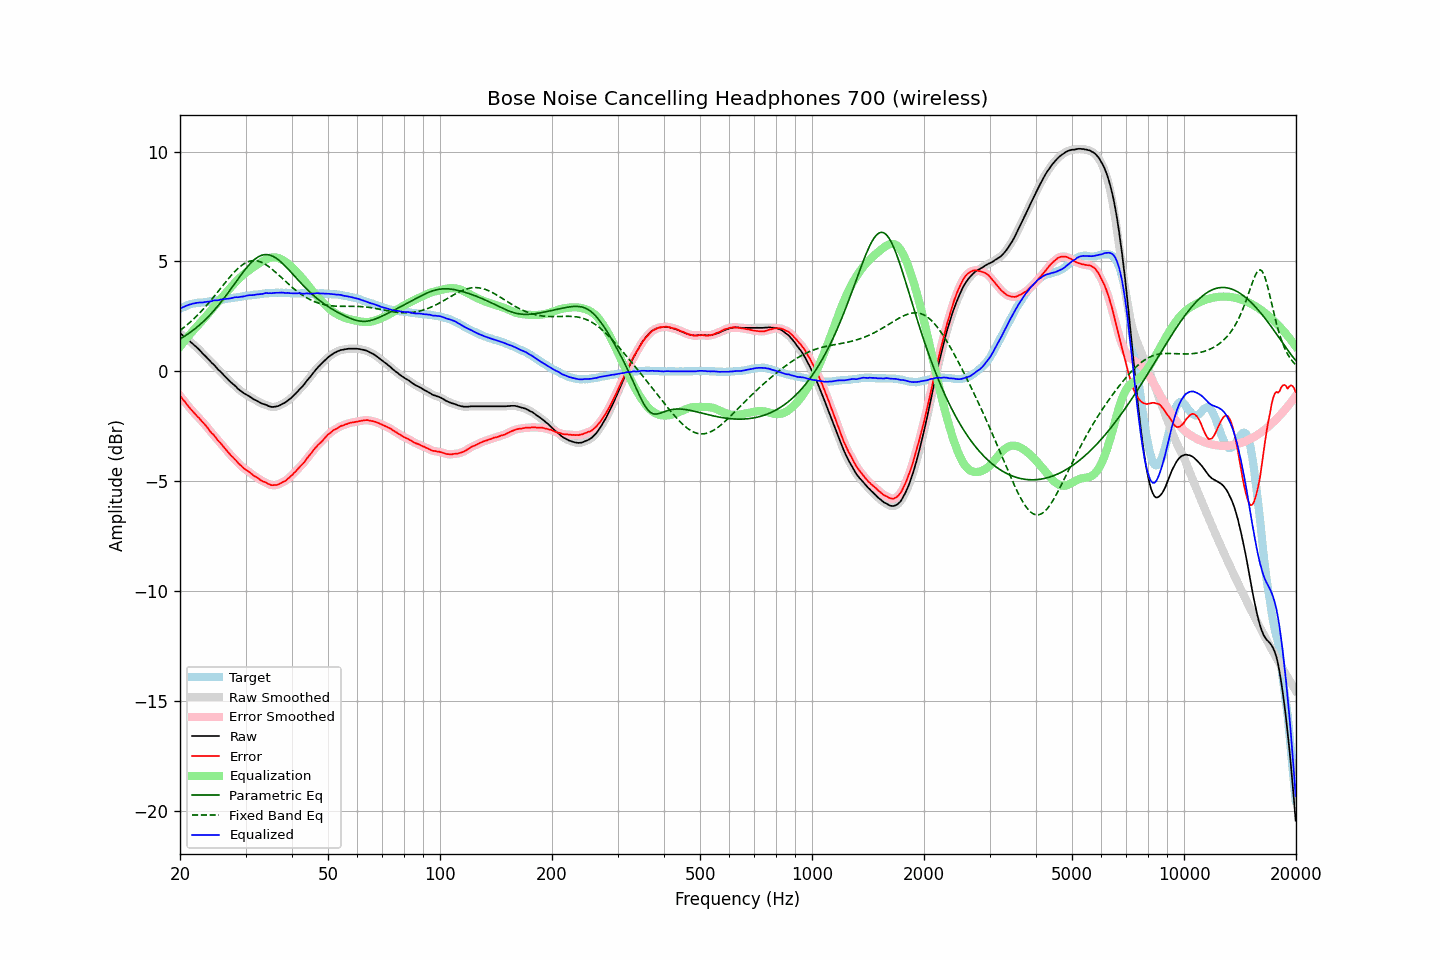 Bose Noise Cancelling Headphones 700 (wireless)
Amplitude (dBr)
10
5
0
−5
−10
−15
−20
Target
Raw Smoothed
Error Smoothed
Raw
Error
Equalization
Parametric Eq
Fixed Band Eq
Equalized
20 50 100 200 500 1000 2000 5000 10000 20000
Frequency (Hz)